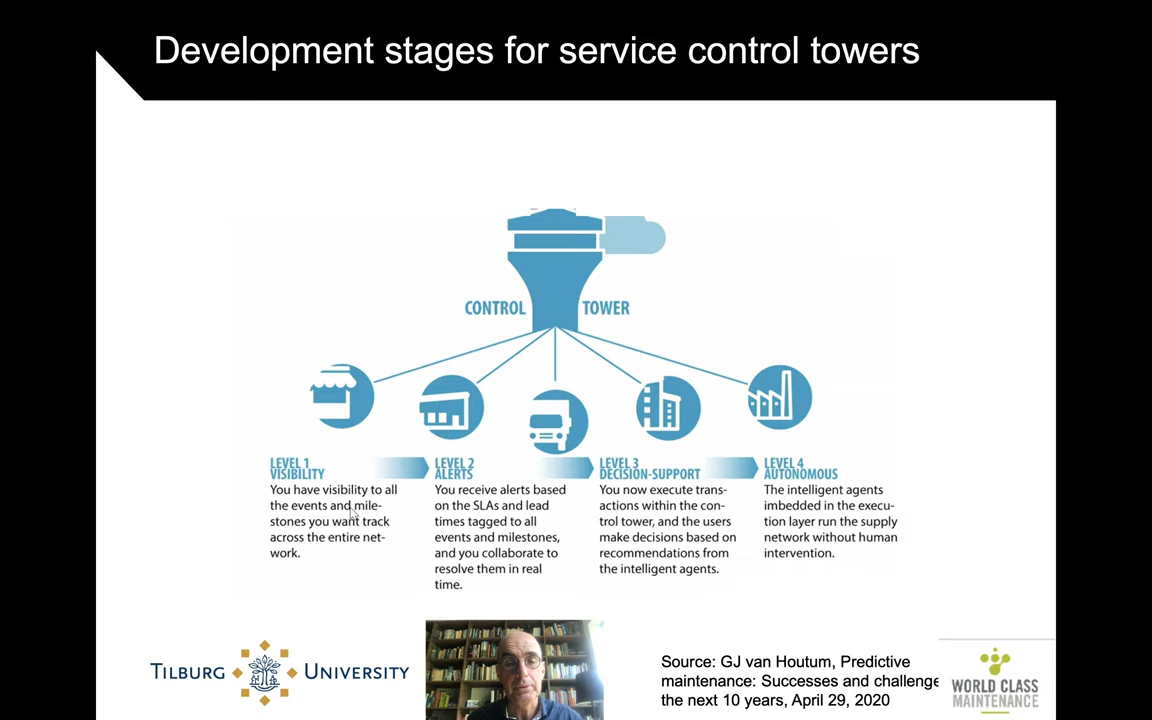 Development stages for service control towers
CONTROL TOWER
LEVEL 1
VISIBILITY
You have visibility to all
the events and mile-
stones you want track
across the entire net-
work.
LEVEL 2
ALERTS
You receive alerts based
on the SLAs and lead
times tagged to all
events and milestones,
and you collaborate to
resolve them in real
time.
LEVEL 3
DECISION-SUPPORT
You now execute trans-
actions within the con-
trol tower, and the users
make decisions based on
recommendations from
the intelligent agents.
LEVEL 4
AUTONOMOUS
The intelligent agents
imbedded in the execu-
tion layer run the supply
network without human
intervention.
TILBURG UNIVERSITY
Source: GJ van Houtum, Predictive
maintenance: Successes and challenge
the next 10 years, April 29, 2020
WORLD CLASS
MAINTENANCE